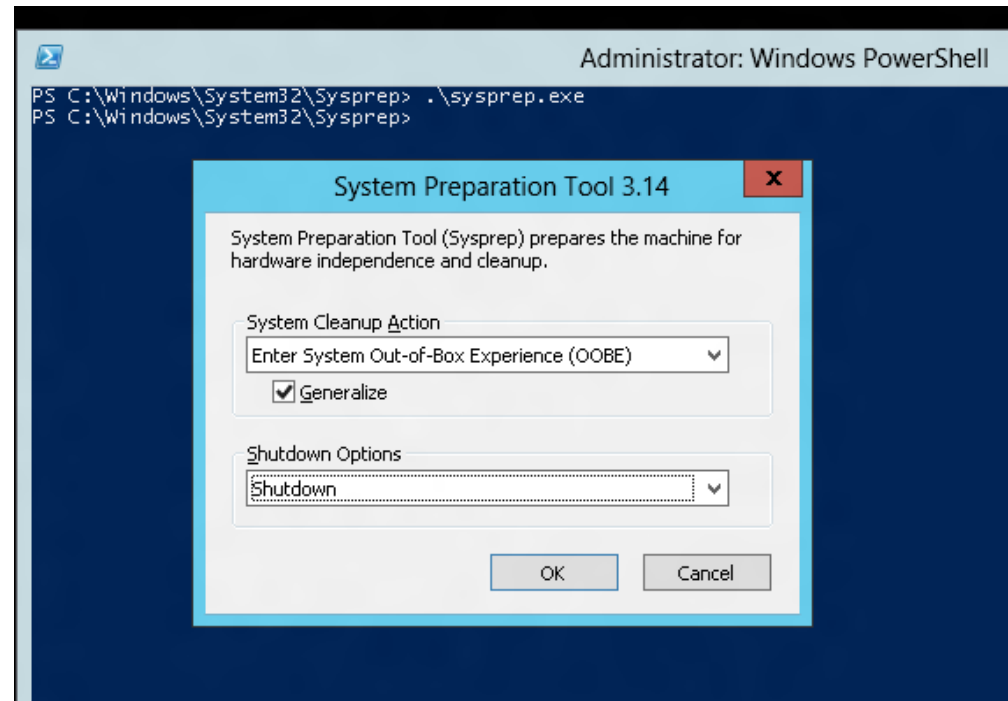 Administrator: Windows PowerShell
PS C:\Windows\System32\Sysprep> .\sysprep.exe
PS C:\Windows\System32\Sysprep>
System Preparation Tool 3.14
System Preparation Tool (Sysprep) prepares the machine for
hardware independence and cleanup.
System Cleanup Action
Enter System Out-of-Box Experience (OOBE)
Generalize
Shutdown Options
Shutdown
OK
Cancel